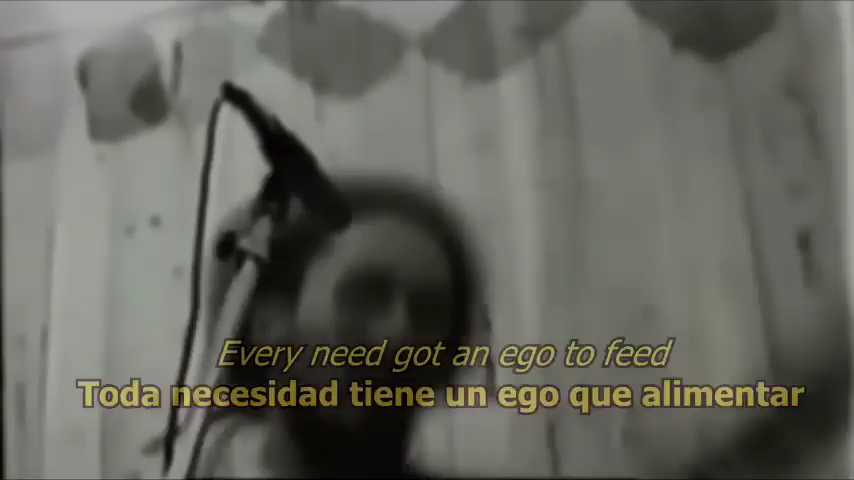 Every need got an ego to feed
Toda necesidad tiene un ego que alimentar